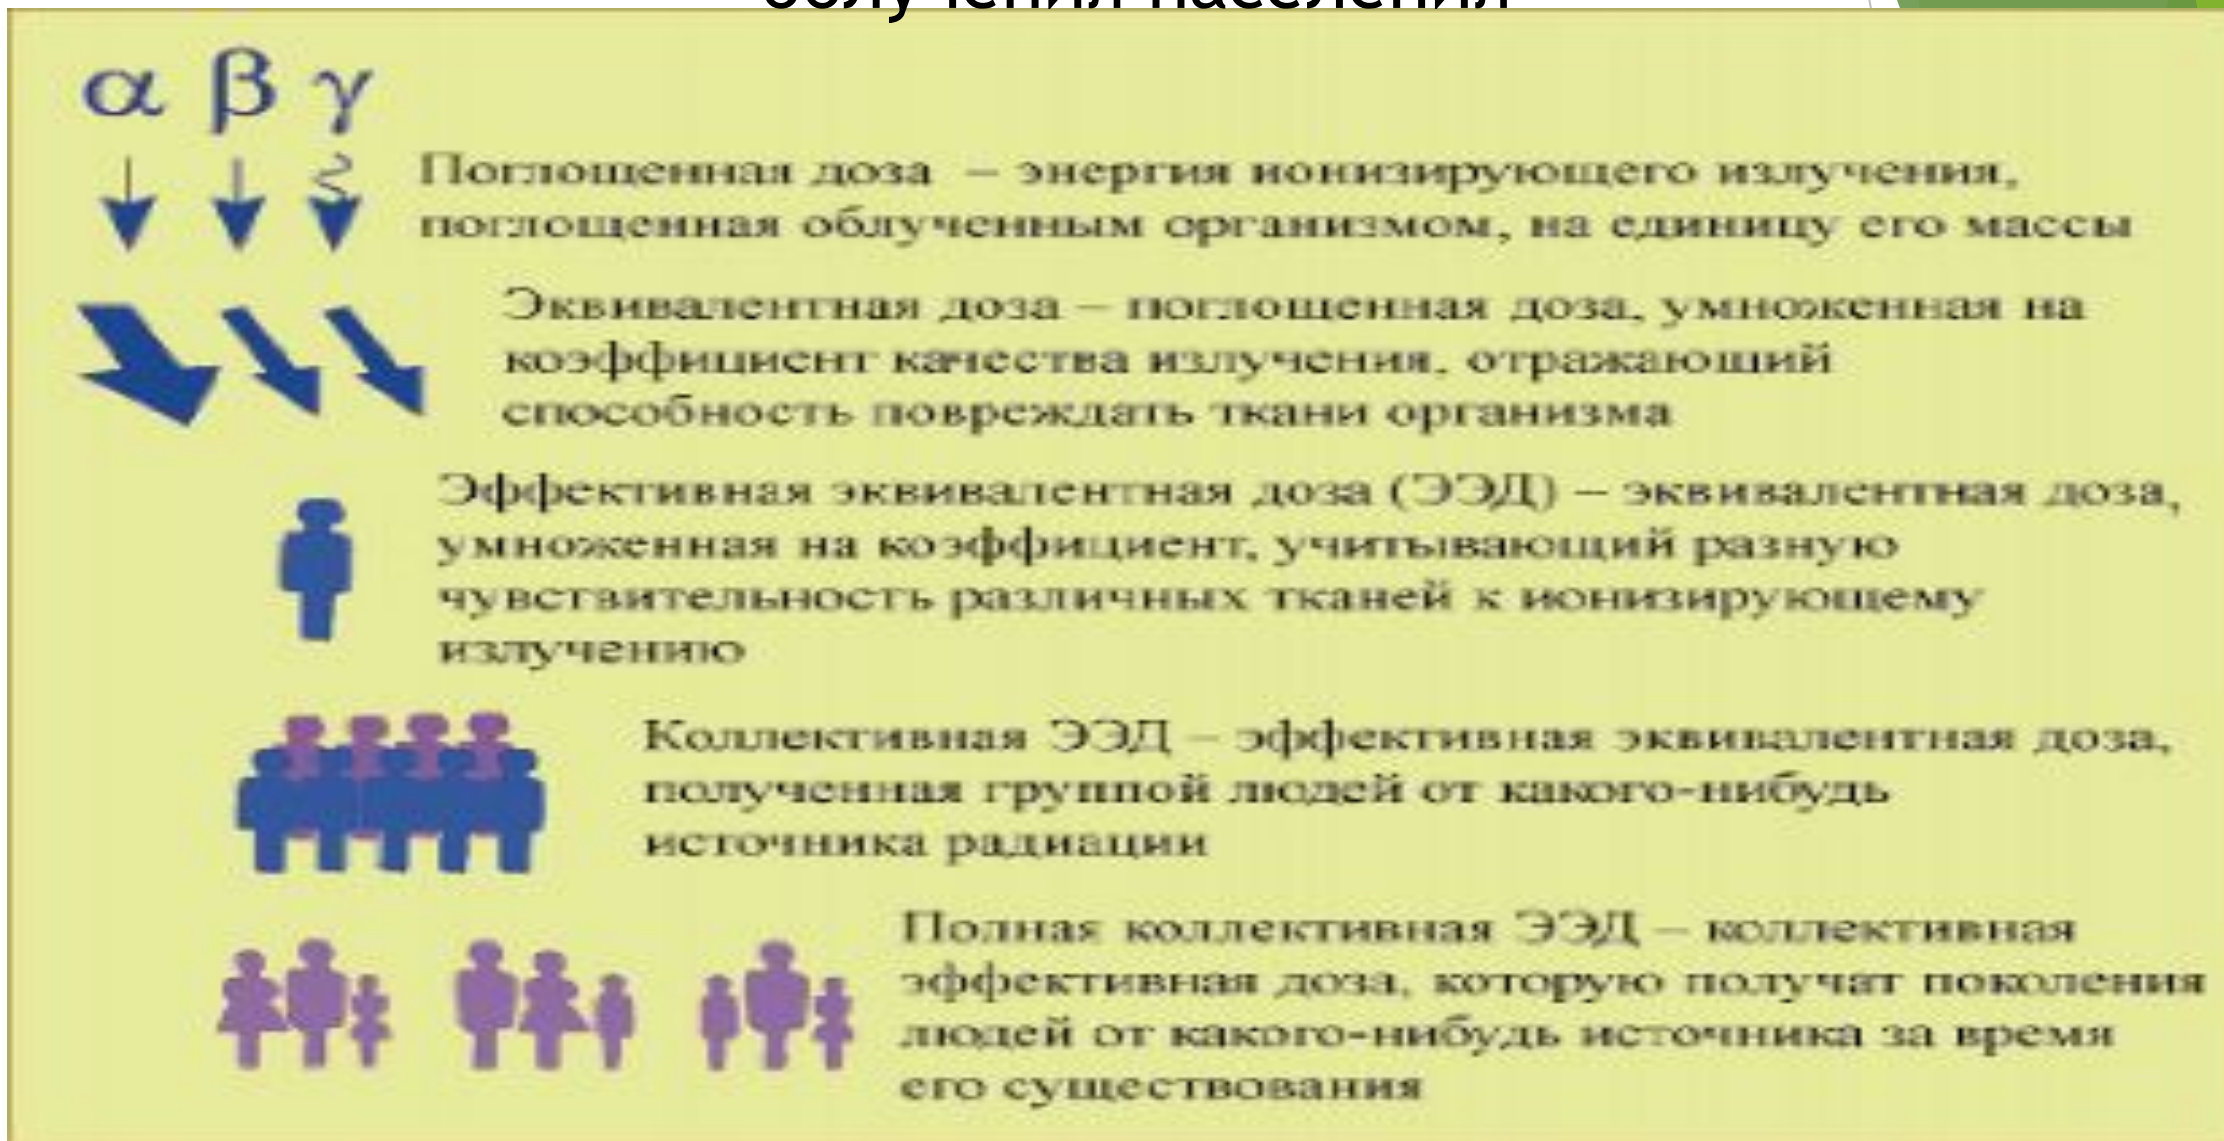 облучения населения
α β γ
Поглощенная доза – энергия ионизирующего излучения,
поглощенная облученным организмом, на единицу его массы
Эквивалентная доза – поглощенная доза, умноженная на
коэффициент качества излучения, отражающий
способность повреждать ткани организма
Эффективная эквивалентная доза (ЭЭД) – эквивалентная доза,
умноженная на коэффициент, учитывающий разную
чувствительность различных тканей к ионизирующему
излучению
Коллективная ЭЭД – эффективная эквивалентная доза,
полученная группой людей от какого-нибудь
источника радиации
Полная коллективная ЭЭД – коллективная
эффективная доза, которую получат поколения
людей от какого-нибудь источника за время
его существования